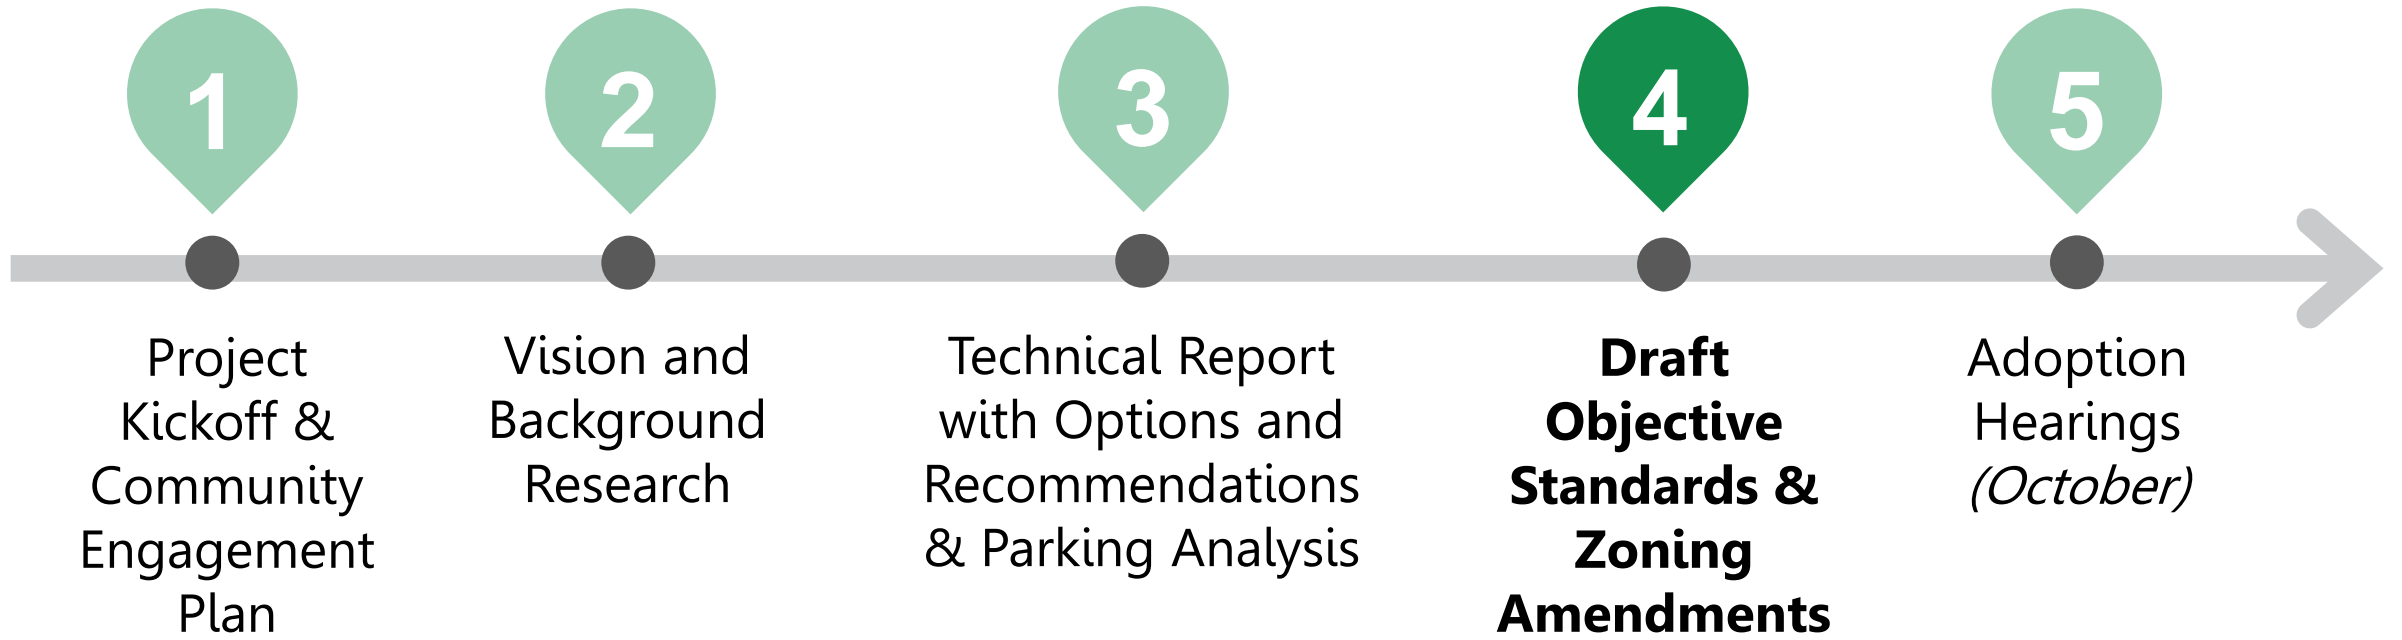 1
Project
Kickoff &
Community
Engagement
Plan
2
Vision and
Background
Research
3
Technical Report
with Options and
Recommendations
& Parking Analysis
4
Draft
Objective
Standards &
Zoning
Amendments
5
Adoption
Hearings
(October)